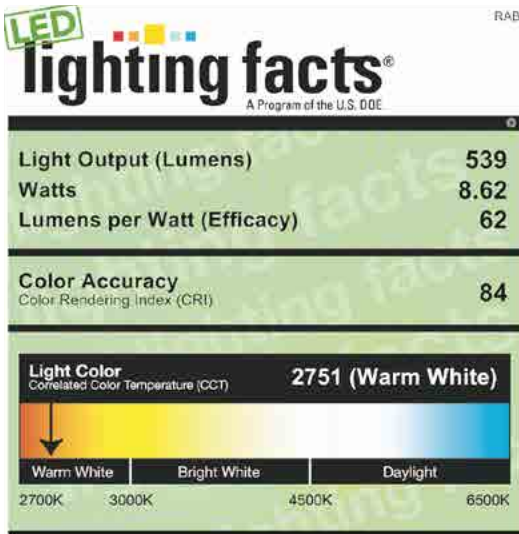 RAB
LED
lighting facts®
A Program of the U.S. DOE
Light Output (Lumens) 539
Watts 8.62
Lumens per Watt (Efficacy) 62
Color Accuracy 84
Color Rendering Index (CRI)
Light Color 2751 (Warm White)
Correlated Color Temperature (CCT)
Warm White Bright White Daylight
2700K 3000K 4500K 6500K